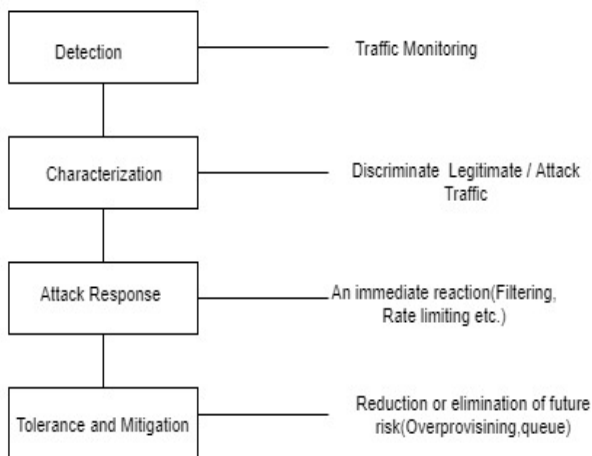 Detection
Traffic Monitoring
Characterization
Discriminate Legitimate / Attack
Traffic
Attack Response
An immediate reaction(Filtering,
Rate limiting etc.)
Tolerance and Mitigation
Reduction or elimination of future
risk(Overprovisining,queue)